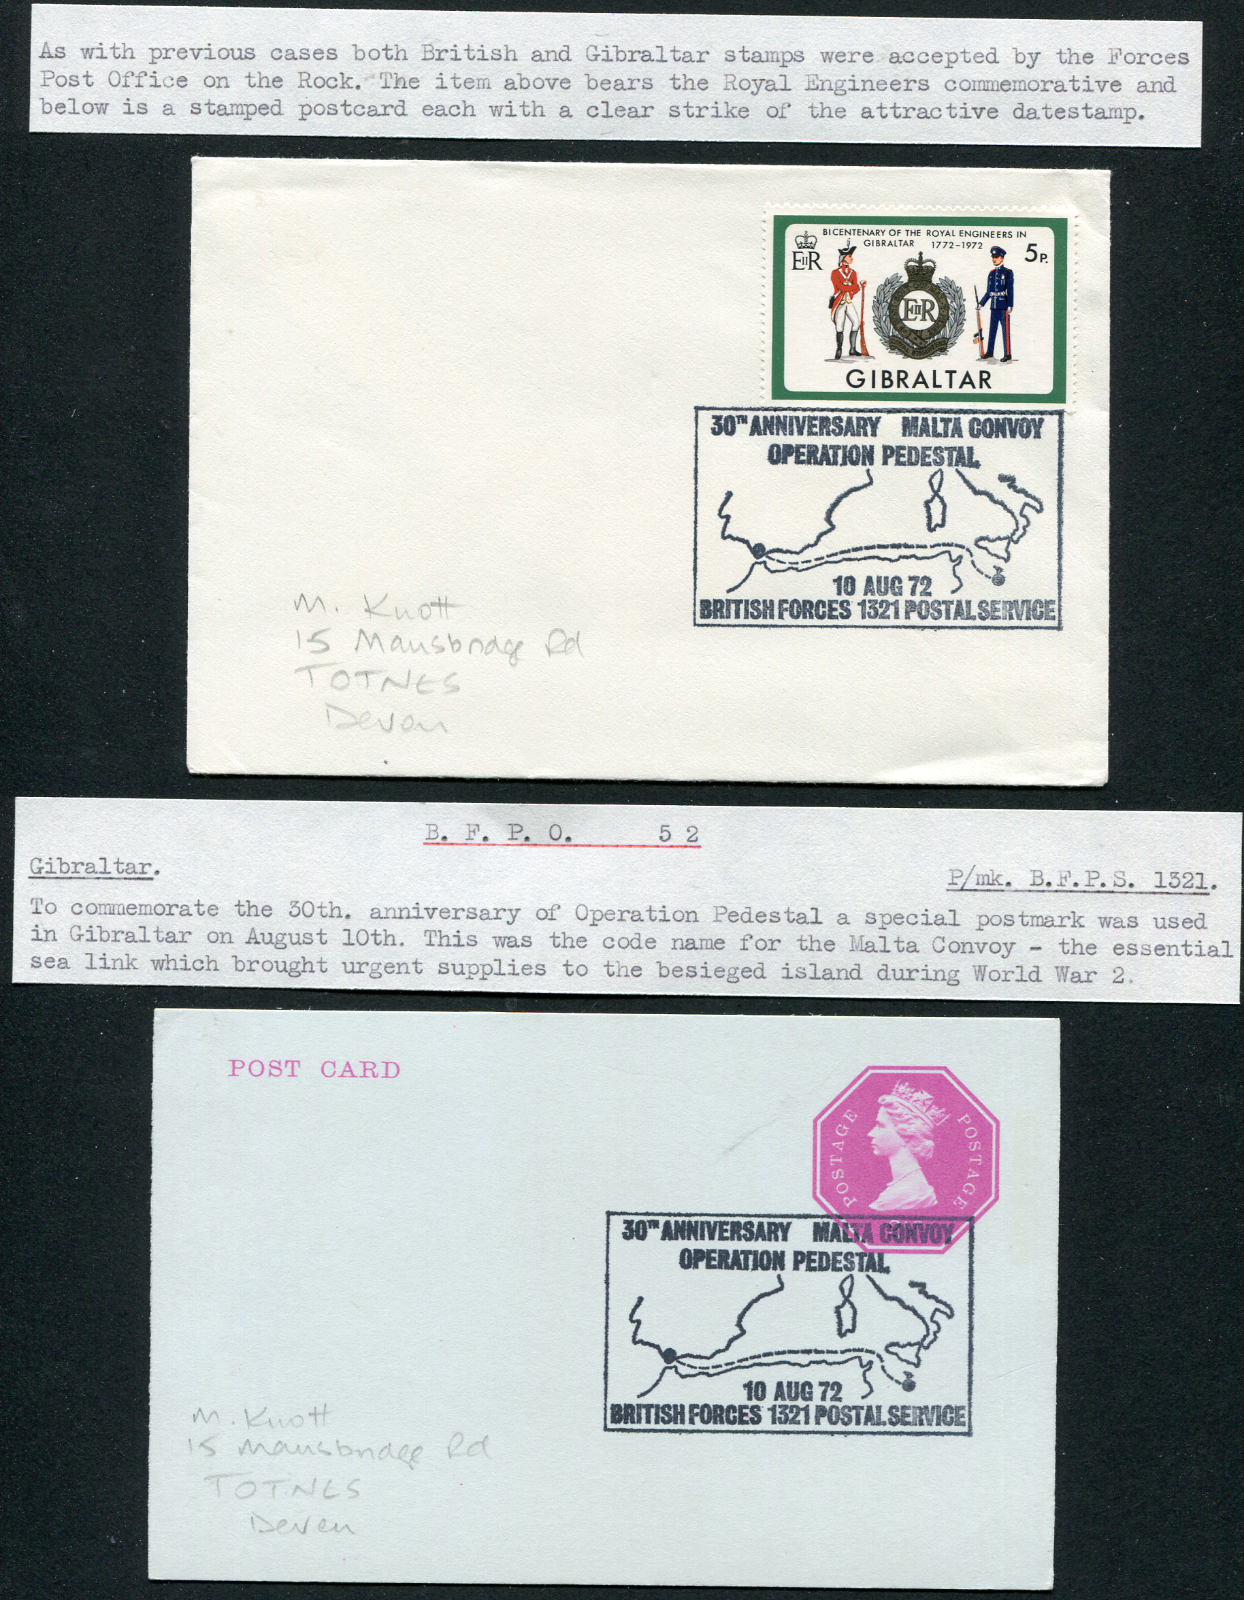 As with previous cases both British and Gibraltar stamps were accepted by the Forces
Post Office on the Rock. The item above bears the Royal Engineers commemorative and
below is a stamped postcard each with a clear strike of the attractive datestamp.
BICENTENARY OF THE ROYAL ENGINEERS IN
GIBRALTAR 1772-1972
EIIR
5P.
EIIR
GIBRALTAR
30TH ANNIVERSARY MALTA CONVOY
OPERATION PEDESTAL
10 AUG 72
BRITISH FORCES 1321 POSTAL SERVICE
M. Knott
15 Mansbridge Rd
TOTNES
Devon
B. F. P. O. 5 2
Gibraltar.
P/mk. B.F.P.S. 1321.
To commemorate the 30th. anniversary of Operation Pedestal a special postmark was used
in Gibraltar on August 10th. This was the code name for the Malta Convoy - the essential
sea link which brought urgent supplies to the besieged island during World War 2.
POST CARD
POSTAGE POSTAGE
30TH ANNIVERSARY MALTA CONVOY
OPERATION PEDESTAL
10 AUG 72
BRITISH FORCES 1321 POSTAL SERVICE
M. Knott
15 Mansbridge Rd
TOTNES
Devon